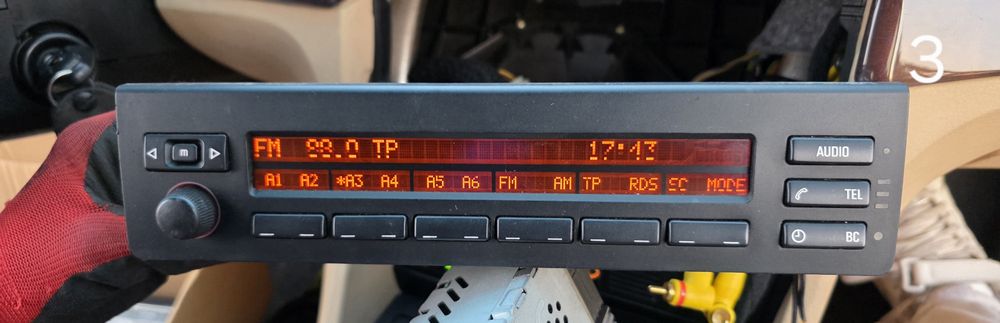 3
m
FM 98.0 TP 17:43
A1 A2 *A3 A4 A5 A6 FM AM TP RDS SC MODE
AUDIO
TEL
BC